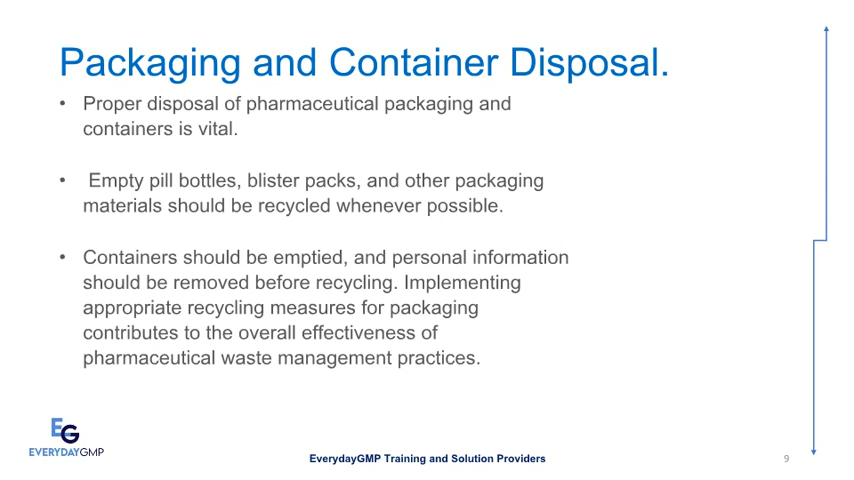 Packaging and Container Disposal.
• Proper disposal of pharmaceutical packaging and
containers is vital.
• Empty pill bottles, blister packs, and other packaging
materials should be recycled whenever possible.
• Containers should be emptied, and personal information
should be removed before recycling. Implementing
appropriate recycling measures for packaging
contributes to the overall effectiveness of
pharmaceutical waste management practices.
EG
EVERYDAYGMP
EverydayGMP Training and Solution Providers
9